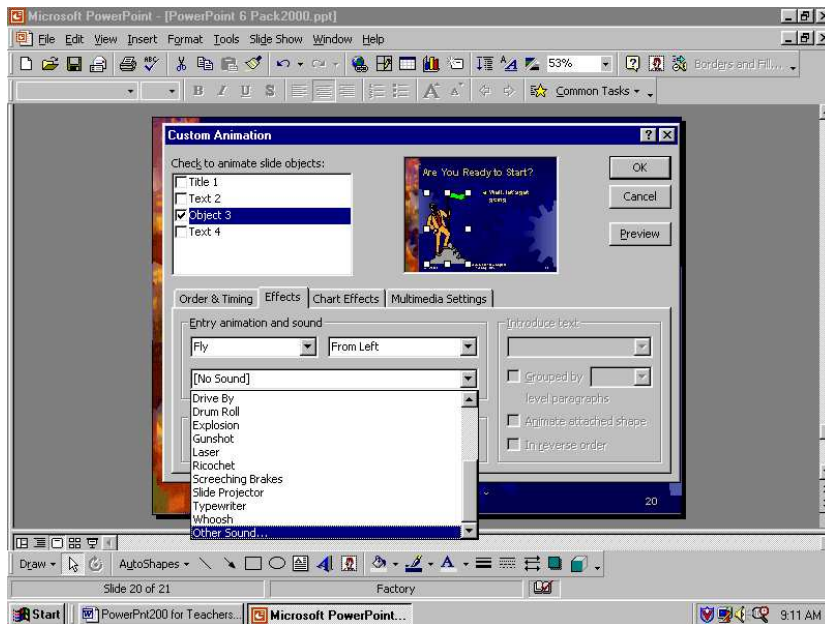 Microsoft PowerPoint - [PowerPoint 6 Pack2000.ppt]
File Edit View Insert Format Tools Slide Show Window Help
53%
Borders and Fill...
B I U S
Common Tasks
Custom Animation
Check to animate slide objects:
Title 1
Text 2
Object 3
Text 4
Are You Ready to Start?
Well, let's get going
OK
Cancel
Preview
Order & Timing
Effects
Chart Effects
Multimedia Settings
Entry animation and sound
Fly
From Left
[No Sound]
Drive By
Drum Roll
Explosion
Gunshot
Laser
Ricochet
Screeching Brakes
Slide Projector
Typewriter
Whoosh
Other Sound...
Introduce text
Grouped by
level paragraphs
Animate attached shape
In reverse order
20
Draw
AutoShapes
Slide 20 of 21
Factory
Start
PowerPnt200 for Teachers...
Microsoft PowerPoint...
9:11 AM